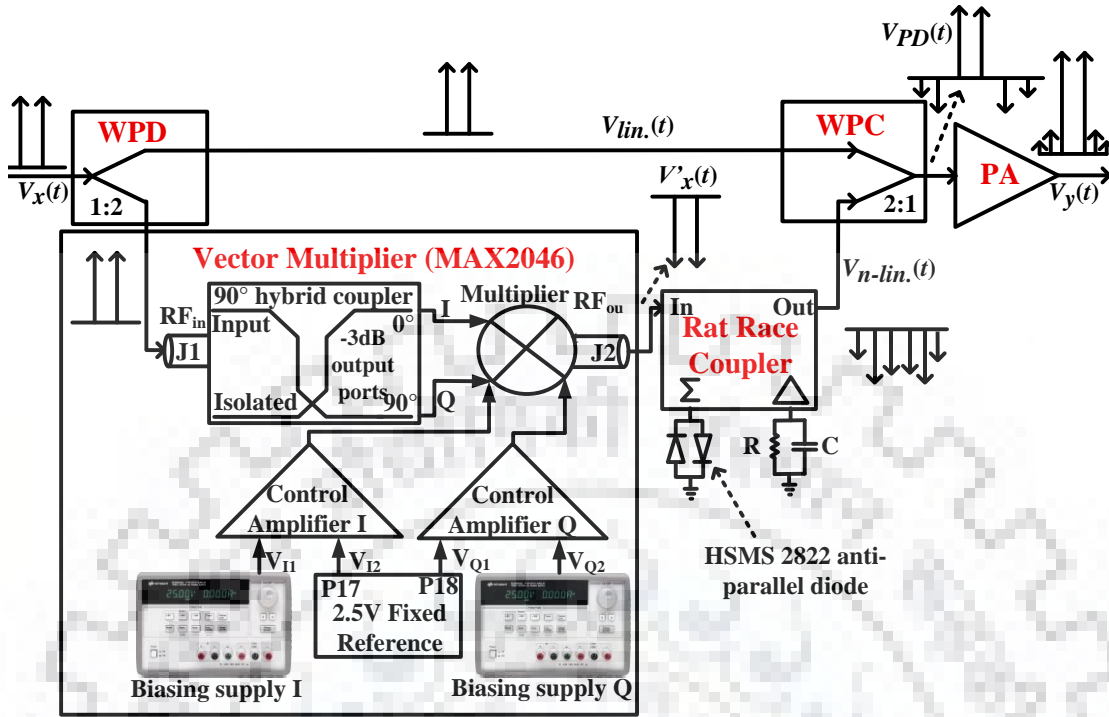 V_PD(t)
WPD
V_lin.(t)
WPC
V_x(t)
1:2
V'_x(t)
2:1
PA
V_y(t)
Vector Multiplier (MAX2046)
V_n-lin.(t)
90° hybrid coupler
Multiplier
RF_in
Input
0°
I
RF_ou
In
Out
J1
-3dB
output
ports
J2
Rat Race
Coupler
Isolated
90°
Q
Σ
△
R
C
Control
Amplifier I
Control
Amplifier Q
HSMS 2822 anti-
parallel diode
V_I1
V_I2
V_Q1
V_Q2
P17
P18
2.5V Fixed
Reference
Biasing supply I
Biasing supply Q